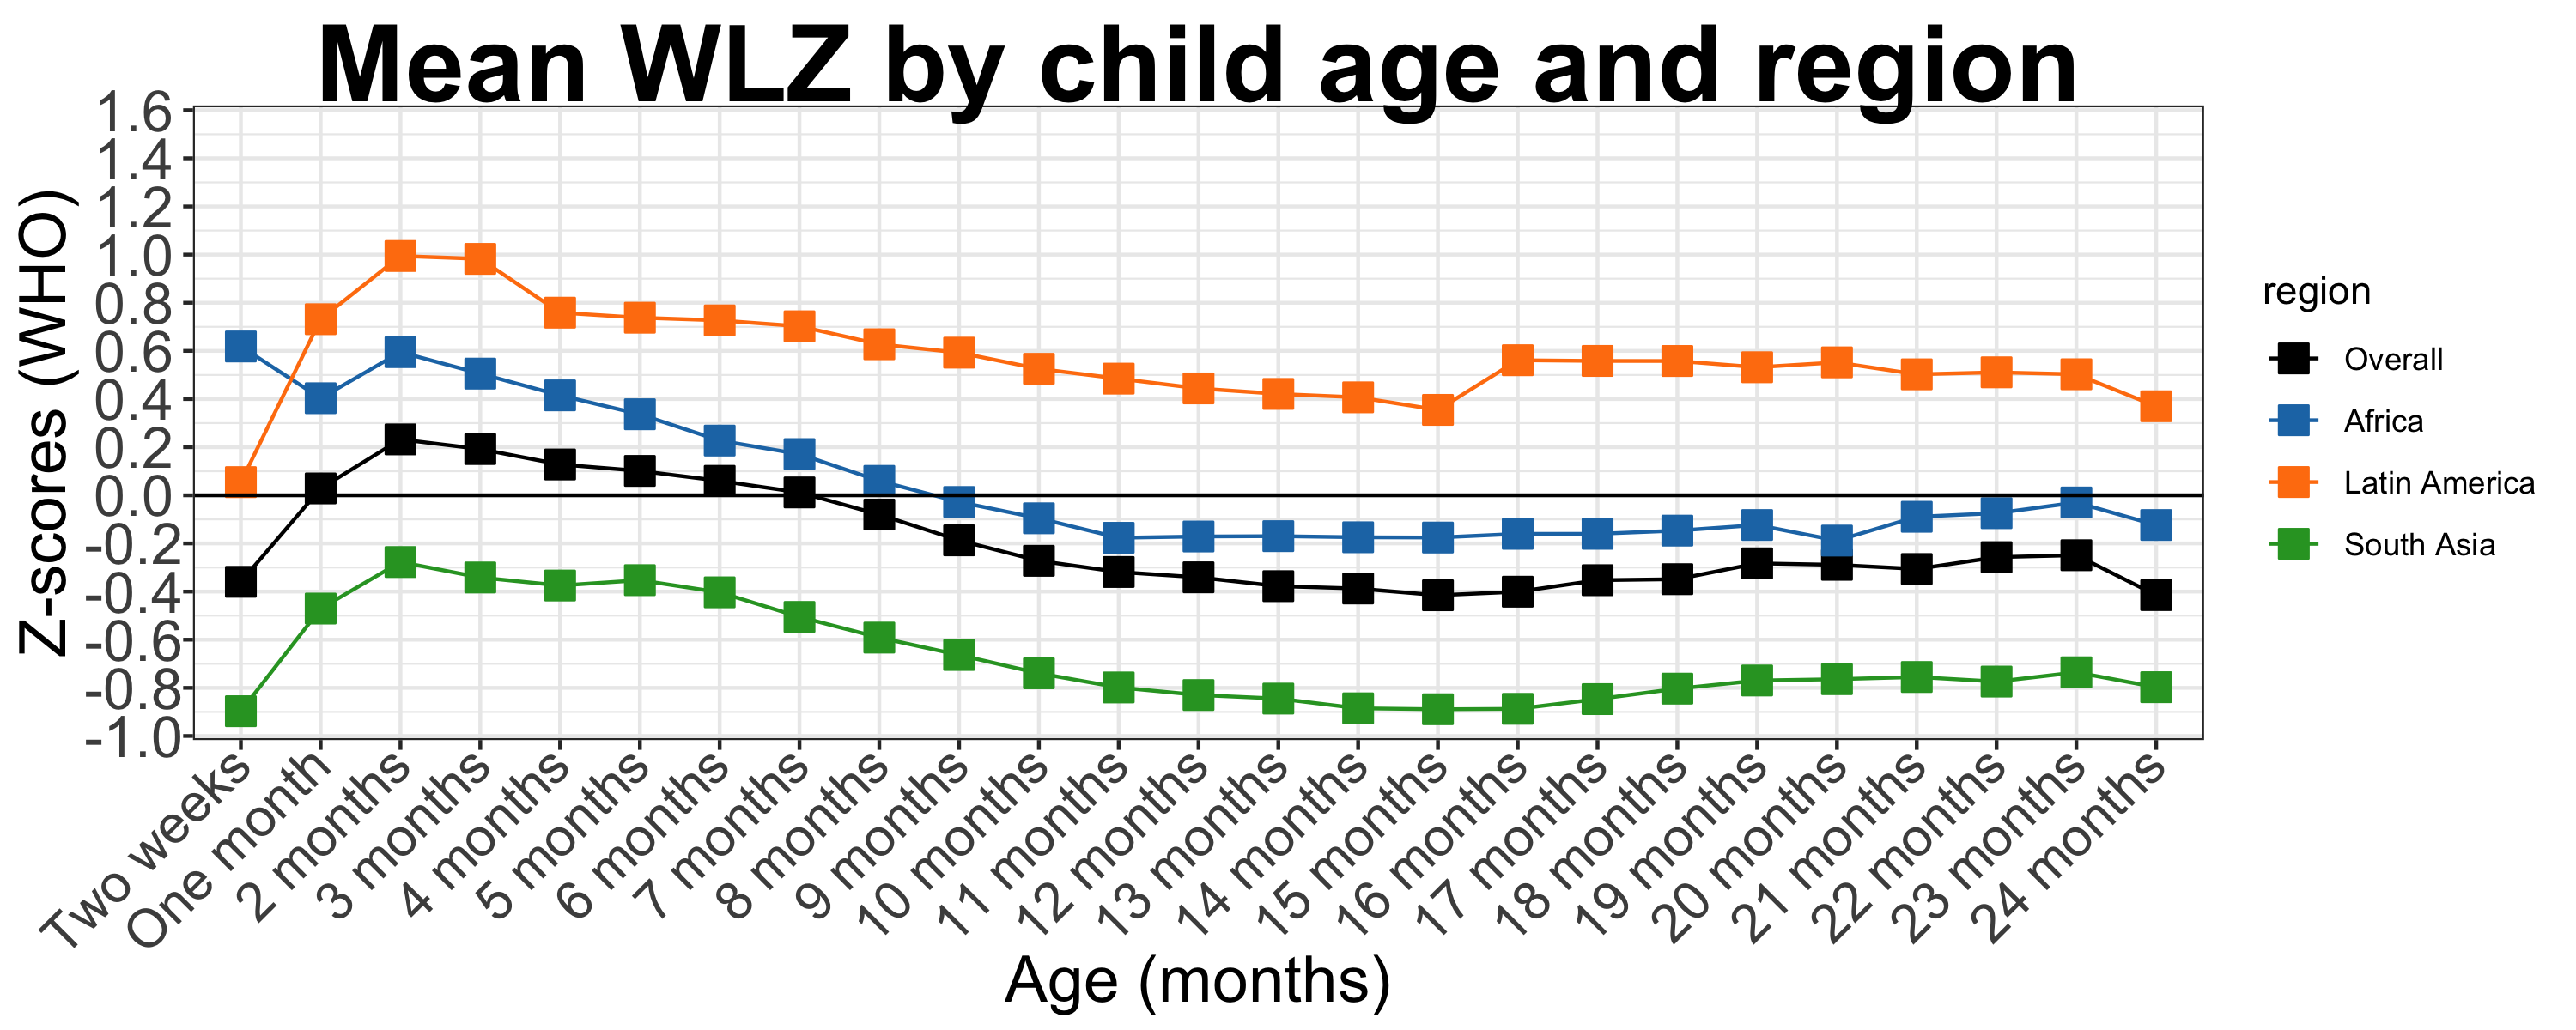 Mean WLZ by child age and region
Z-scores (WHO)
1.6
1.4
1.2
1.0
0.8
0.6
0.4
0.2
0.0
-0.2
-0.4
-0.6
-0.8
-1.0
Two weeks
One month
2 months
3 months
4 months
5 months
6 months
7 months
8 months
9 months
10 months
11 months
12 months
13 months
14 months
15 months
16 months
17 months
18 months
19 months
20 months
21 months
22 months
23 months
24 months
Age (months)
region
Overall
Africa
Latin America
South Asia